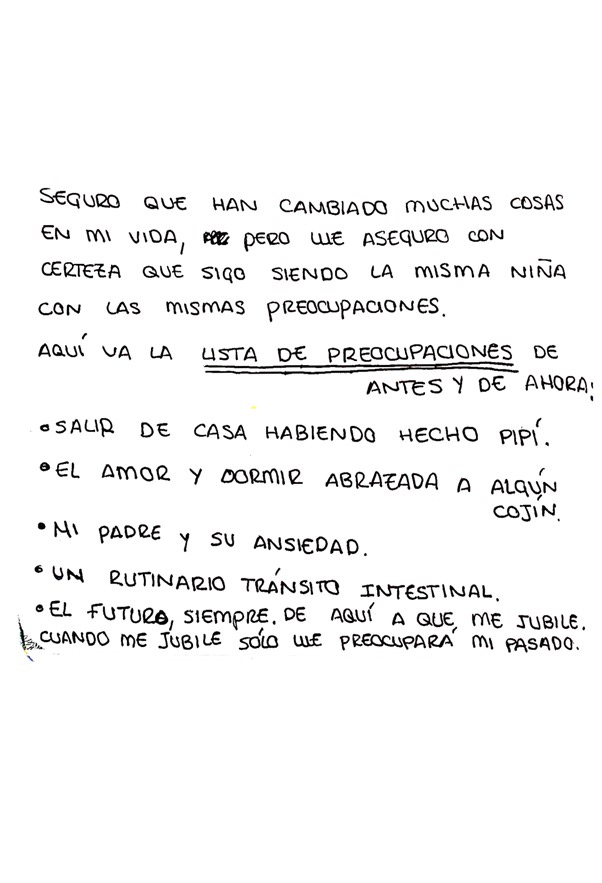 SEGURO QUE HAN CAMBIADO MUCHAS COSAS
EN MI VIDA, PERO ME ASEGURO CON
CERTEZA QUE SIGO SIENDO LA MISMA NIÑA
CON LAS MISMAS PREOCUPACIONES.
AQUÍ VA LA LISTA DE PREOCUPACIONES DE
ANTES Y DE AHORA:
• SALIR DE CASA HABIENDO HECHO PIPÍ.
• EL AMOR Y DORMIR ABRAZADA A ALGÚN
COJÍN.
• MI PADRE Y SU ANSIEDAD.
• UN RUTINARIO TRÁNSITO INTESTINAL.
• EL FUTURO, SIEMPRE. DE AQUÍ A QUE ME JUBILE.
CUANDO ME JUBILE SÓLO ME PREOCUPARÁ MI PASADO.